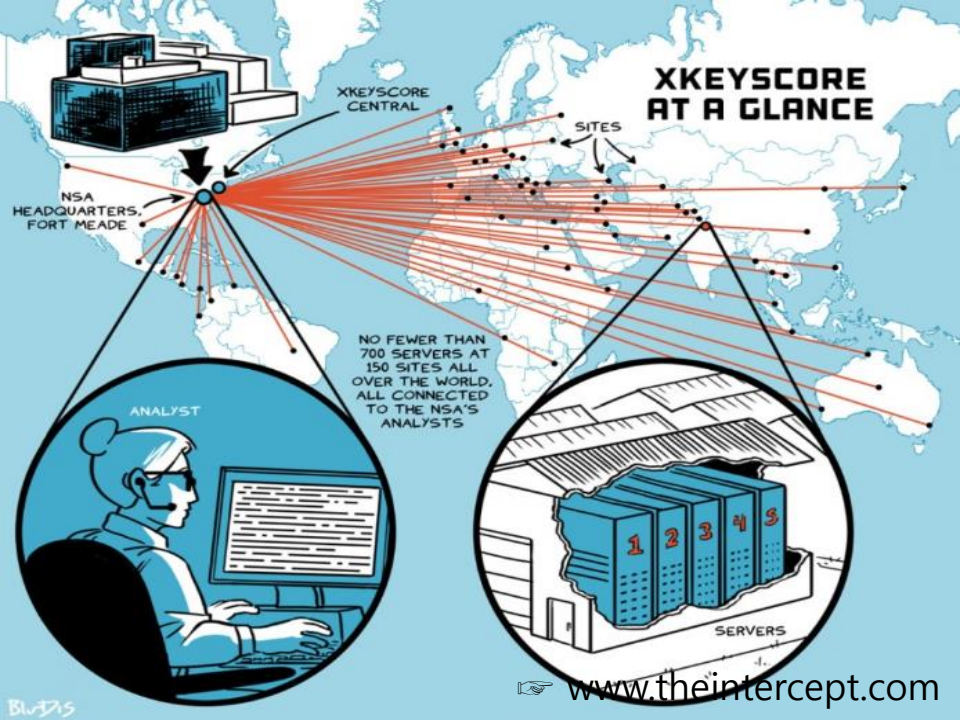 XKEYSCORE
AT A GLANCE
XKEYSCORE
CENTRAL
SITES
NSA
HEADQUARTERS,
FORT MEADE
NO FEWER THAN
700 SERVERS AT
150 SITES ALL
OVER THE WORLD,
ALL CONNECTED
TO THE NSA'S
ANALYSTS
ANALYST
1 2 3 4 5
SERVERS
☞ www.theintercept.com